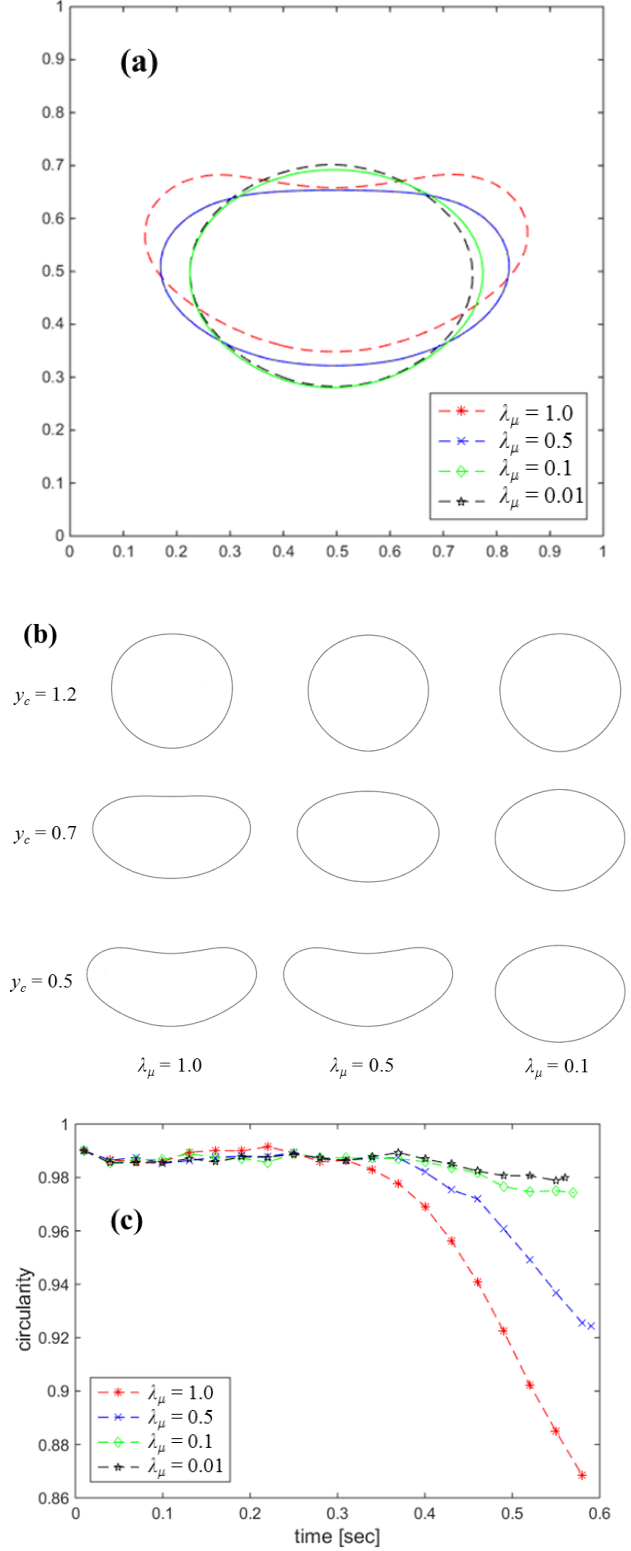 (a)
1
0.9
0.8
0.7
0.6
0.5
0.4
0.3
0.2
0.1
0
0 0.1 0.2 0.3 0.4 0.5 0.6 0.7 0.8 0.9 1
λμ = 1.0
λμ = 0.5
λμ = 0.1
λμ = 0.01
(b)
yc = 1.2
yc = 0.7
yc = 0.5
λμ = 1.0 λμ = 0.5 λμ = 0.1
(c)
1
0.98
0.96
0.94
0.92
0.9
0.88
0.86
circularity
λμ = 1.0
λμ = 0.5
λμ = 0.1
λμ = 0.01
0 0.1 0.2 0.3 0.4 0.5 0.6
time [sec]